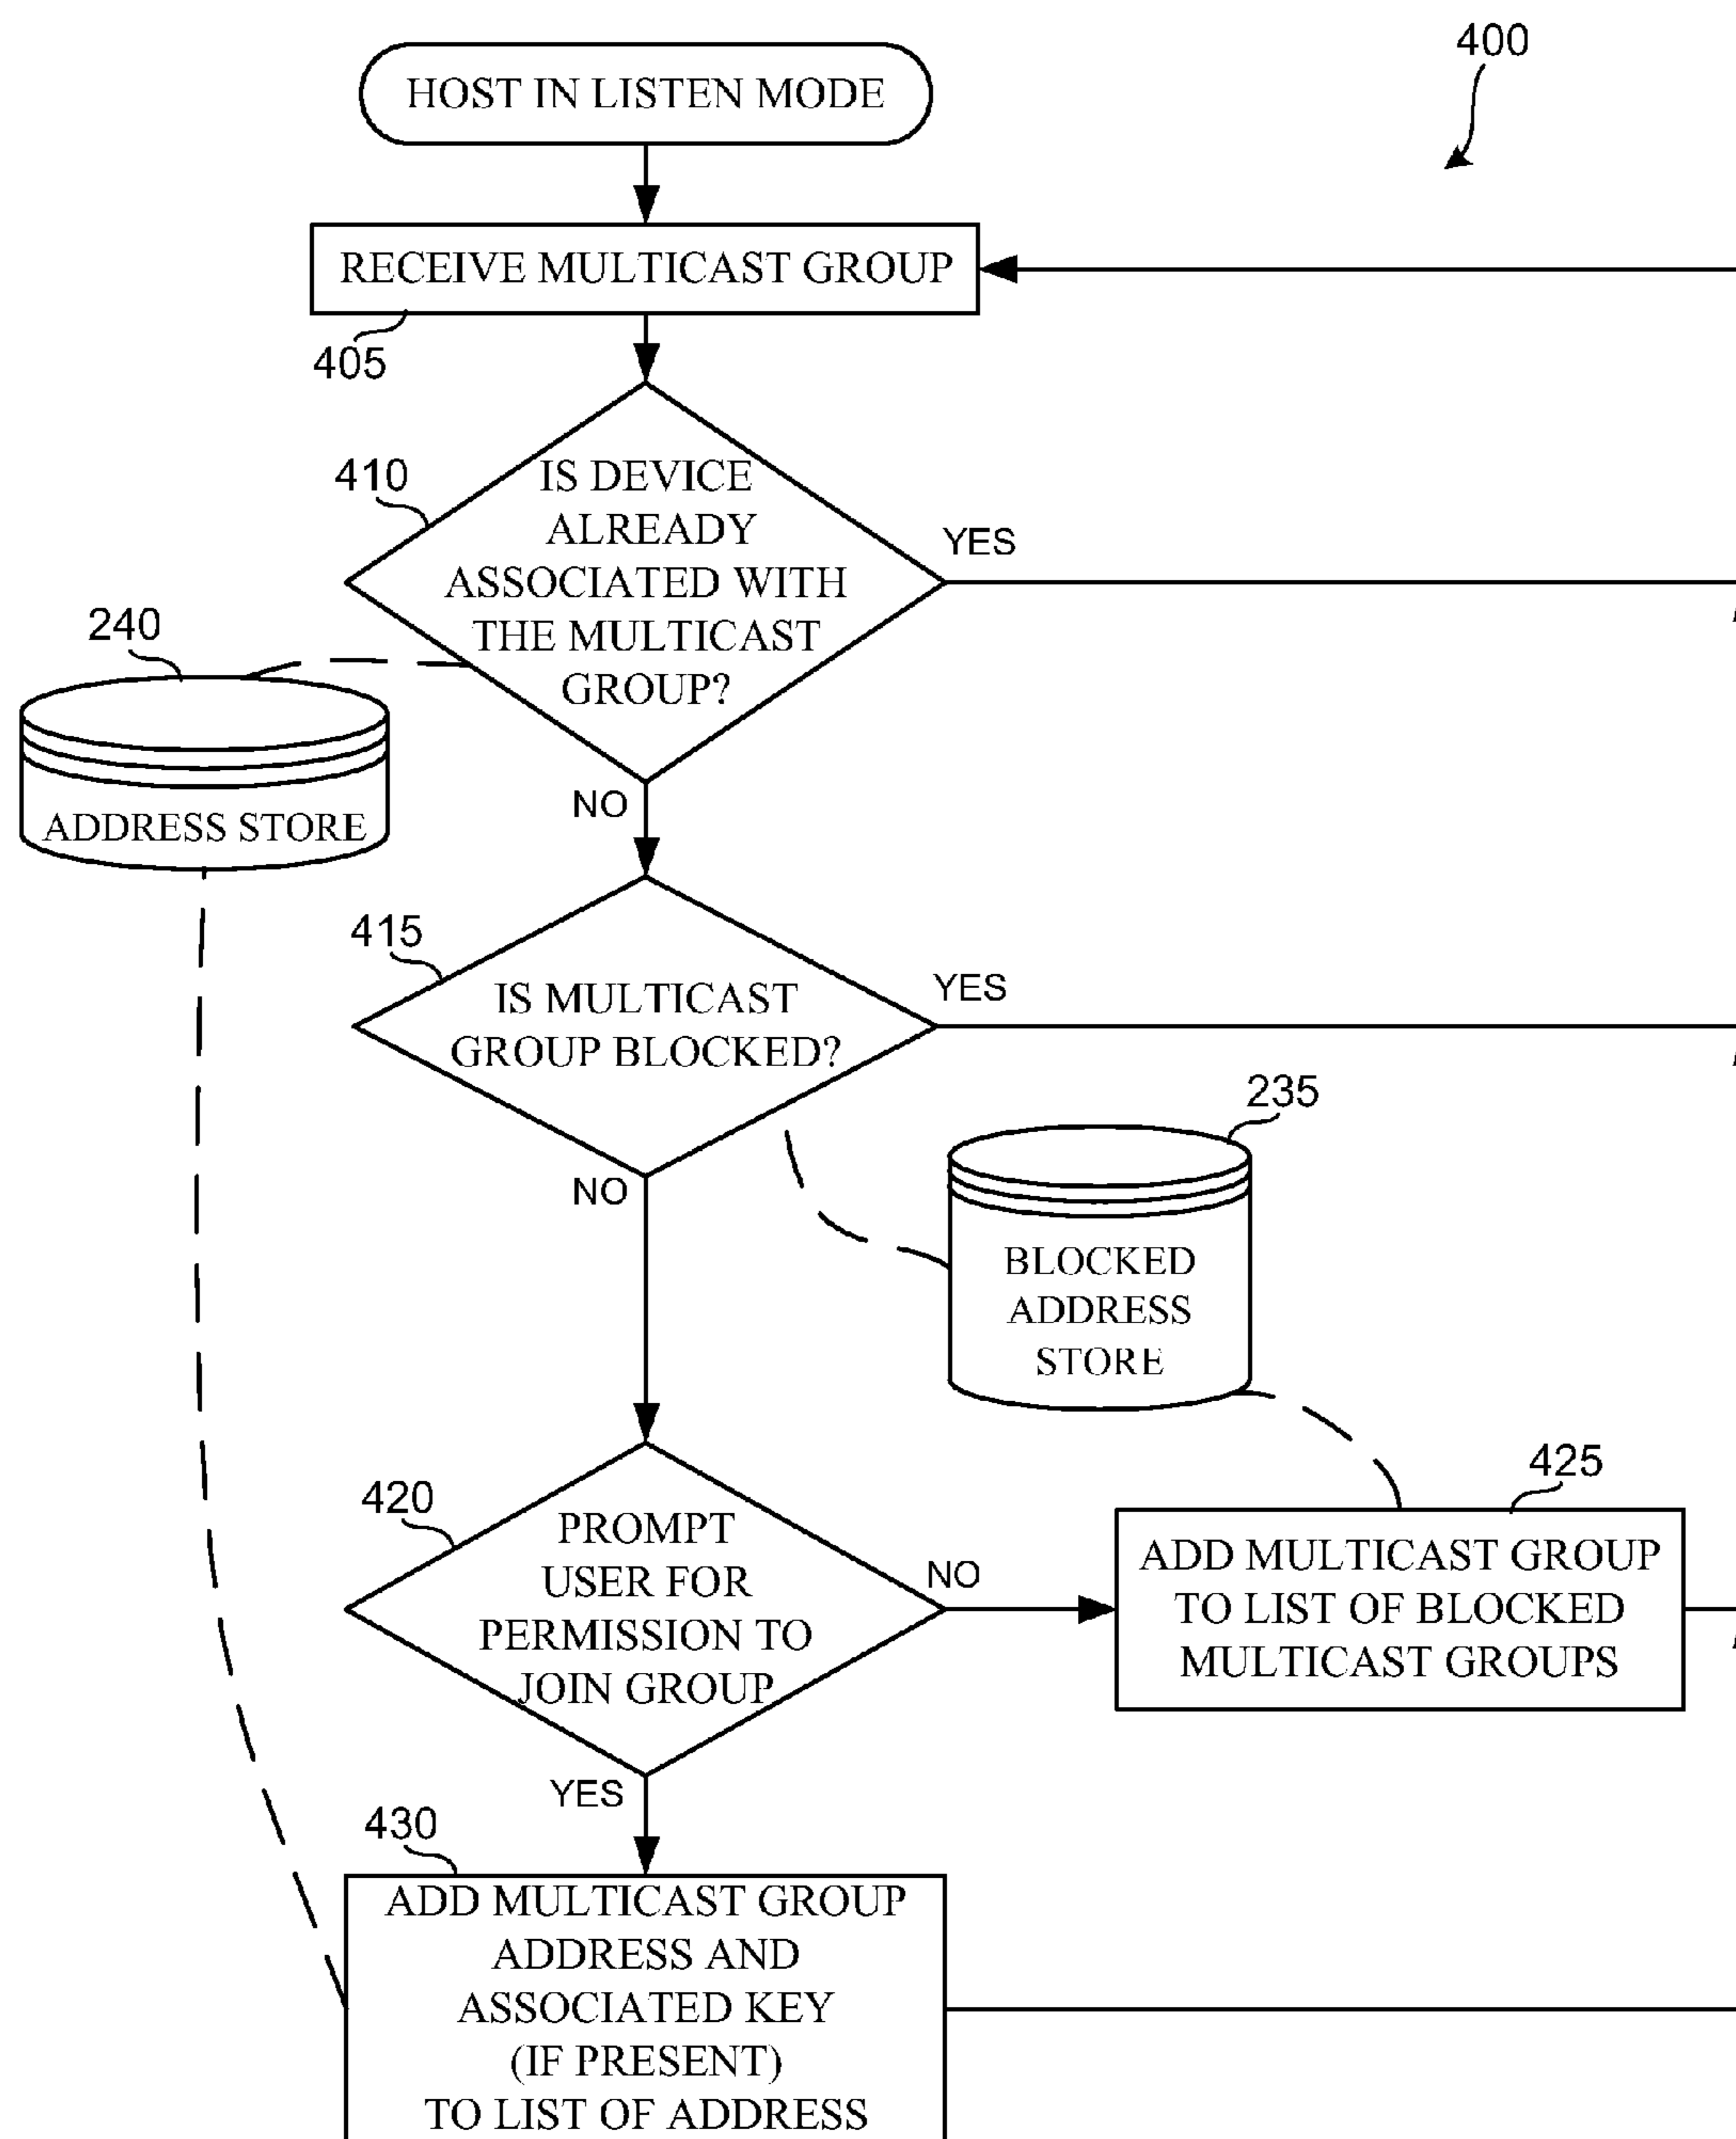 400
HOST IN LISTEN MODE
RECEIVE MULTICAST GROUP
405
410
IS DEVICE
ALREADY
ASSOCIATED WITH
THE MULTICAST
GROUP?
YES
240
ADDRESS STORE
NO
415
IS MULTICAST
GROUP BLOCKED?
YES
235
BLOCKED
ADDRESS
STORE
NO
420
PROMPT
USER FOR
PERMISSION TO
JOIN GROUP
NO
425
ADD MULTICAST GROUP
TO LIST OF BLOCKED
MULTICAST GROUPS
YES
430
ADD MULTICAST GROUP
ADDRESS AND
ASSOCIATED KEY
(IF PRESENT)
TO LIST OF ADDRESS